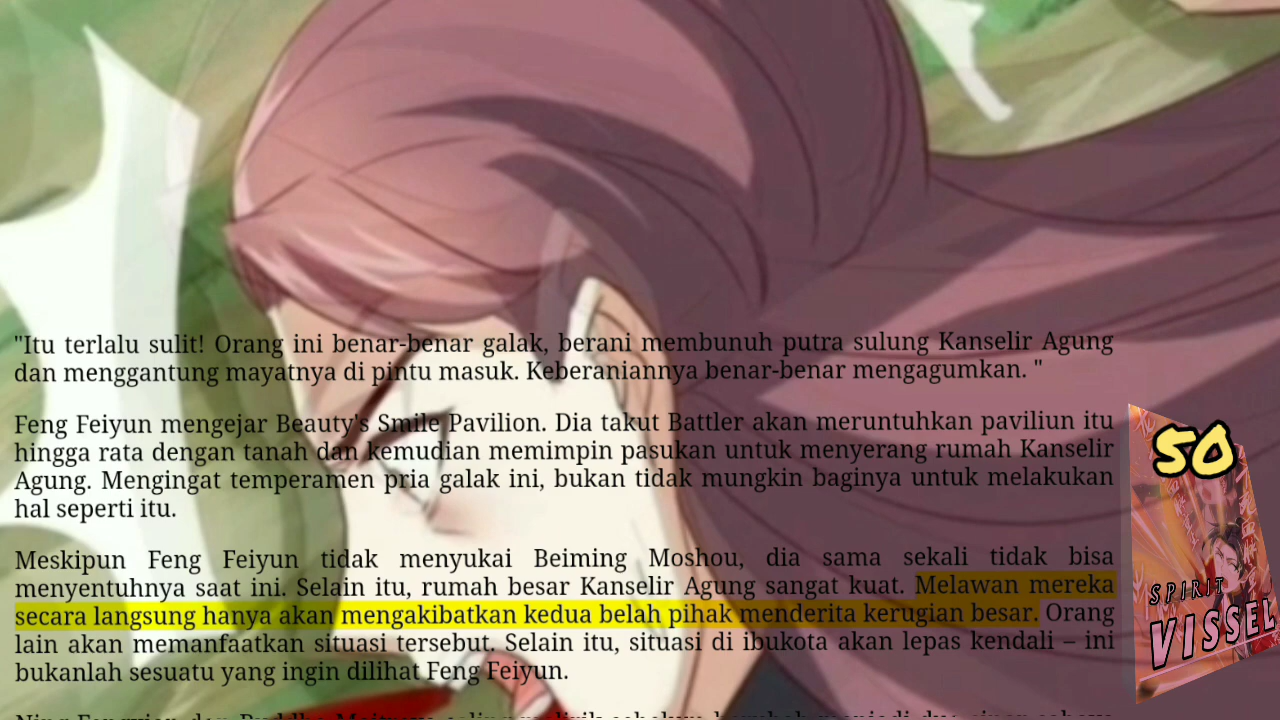 "Itu terlalu sulit! Orang ini benar-benar galak, berani membunuh putra sulung Kanselir Agung
dan menggantung mayatnya di pintu masuk. Keberaniannya benar-benar mengagumkan. "
Feng Feiyun mengejar Beauty's Smile Pavilion. Dia takut Battler akan meruntuhkan paviliun itu
hingga rata dengan tanah dan kemudian memimpin pasukan untuk menyerang rumah Kanselir
Agung. Mengingat temperamen pria galak ini, bukan tidak mungkin baginya untuk melakukan
hal seperti itu.
Meskipun Feng Feiyun tidak menyukai Beiming Moshou, dia sama sekali tidak bisa
menyentuhnya saat ini. Selain itu, rumah besar Kanselir Agung sangat kuat. Melawan mereka
secara langsung hanya akan mengakibatkan kedua belah pihak menderita kerugian besar. Orang
lain akan memanfaatkan situasi tersebut. Selain itu, situasi di ibukota akan lepas kendali – ini
bukanlah sesuatu yang ingin dilihat Feng Feiyun.
50
SPIRIT
VISSEL